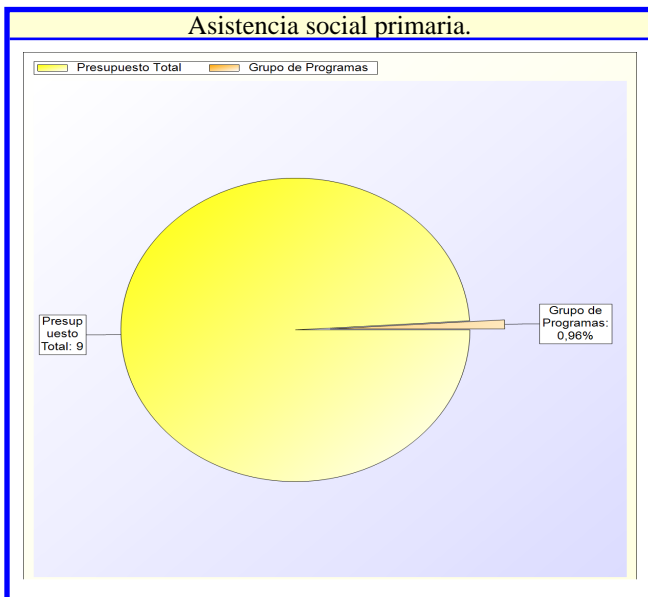 Asistencia social primaria.
Presupuesto Total Grupo de Programas
Presup
uesto
Total: 9
Grupo de
Programas:
0,96%